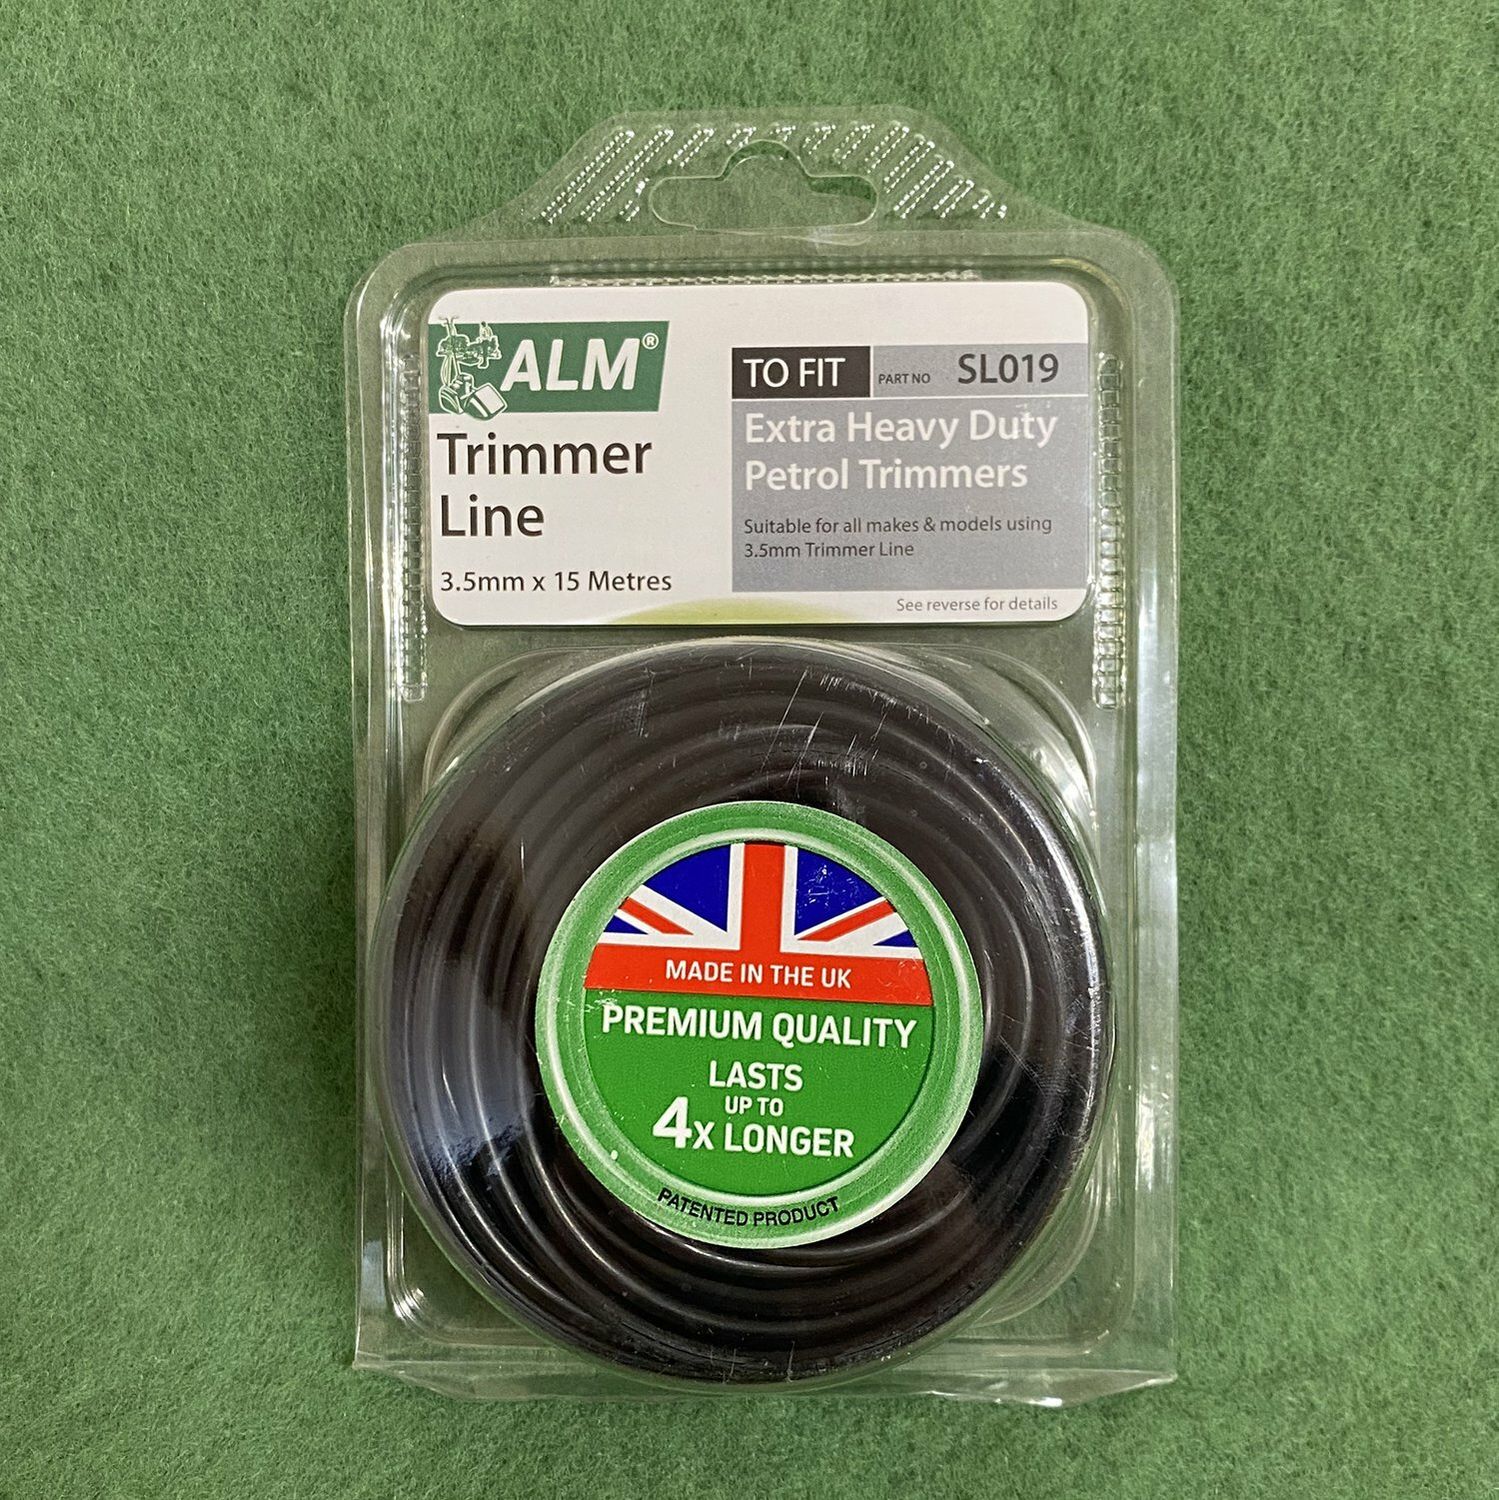 ALM®
Trimmer
Line
3.5mm x 15 Metres
TO FIT PART NO SL019
Extra Heavy Duty
Petrol Trimmers
Suitable for all makes & models using
3.5mm Trimmer Line
See reverse for details
MADE IN THE UK
PREMIUM QUALITY
LASTS
UP TO
4X LONGER
PATENTED PRODUCT